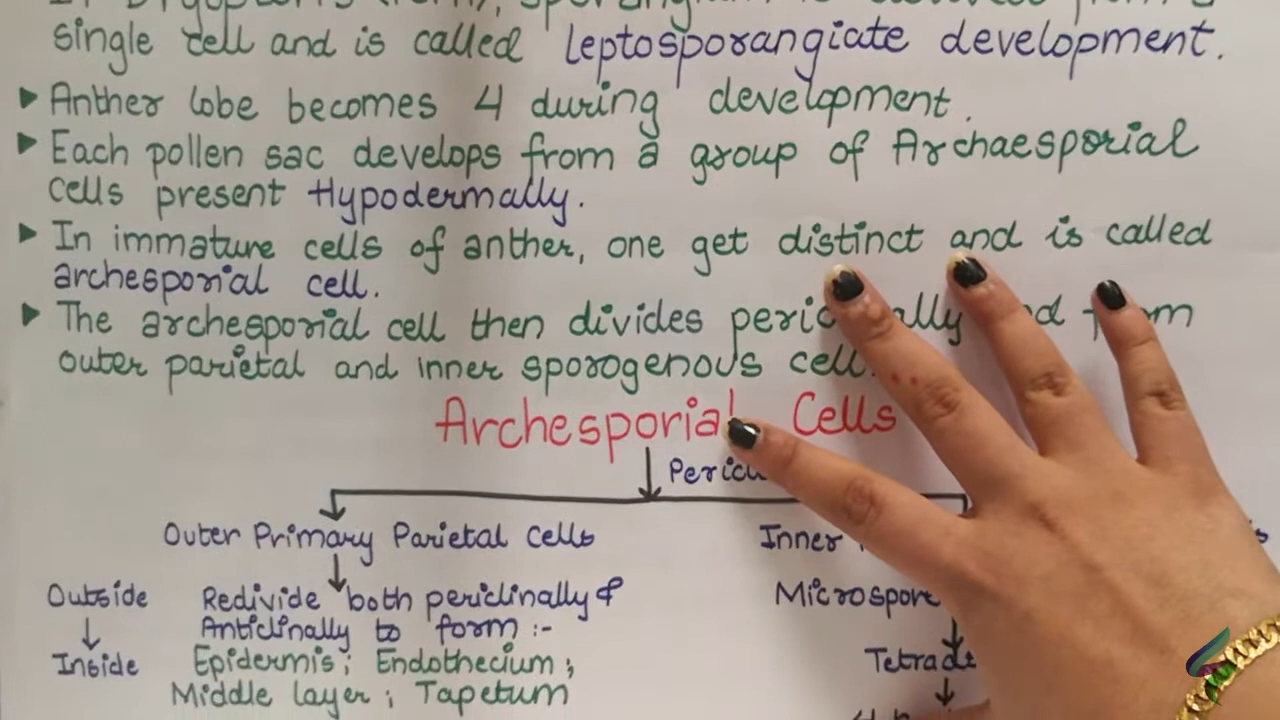 single cell and is called leptosporangiate development.
Anther lobe becomes 4 during development.
Each pollen sac develops from a group of Archaesporial
cells present Hypodermally.
In immature cells of anther, one get distinct and is called
archesporial cell.
The archesporial cell then divides
outer parietal and inner sporogenous cell.
Archesporial Cells
Outer Primary Parietal cells
Inner
Outside Redivide both periclinally &
Anticlinally to form :-
Microspore
Inside Epidermis; Endothecium;
Middle layer; Tapetum